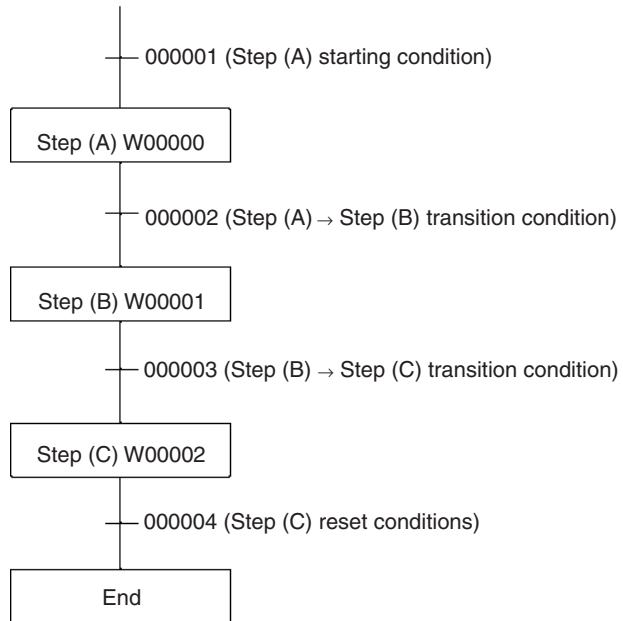 000001 (Step (A) starting condition)
Step (A) W00000
000002 (Step (A) → Step (B) transition condition)
Step (B) W00001
000003 (Step (B) → Step (C) transition condition)
Step (C) W00002
000004 (Step (C) reset conditions)
End